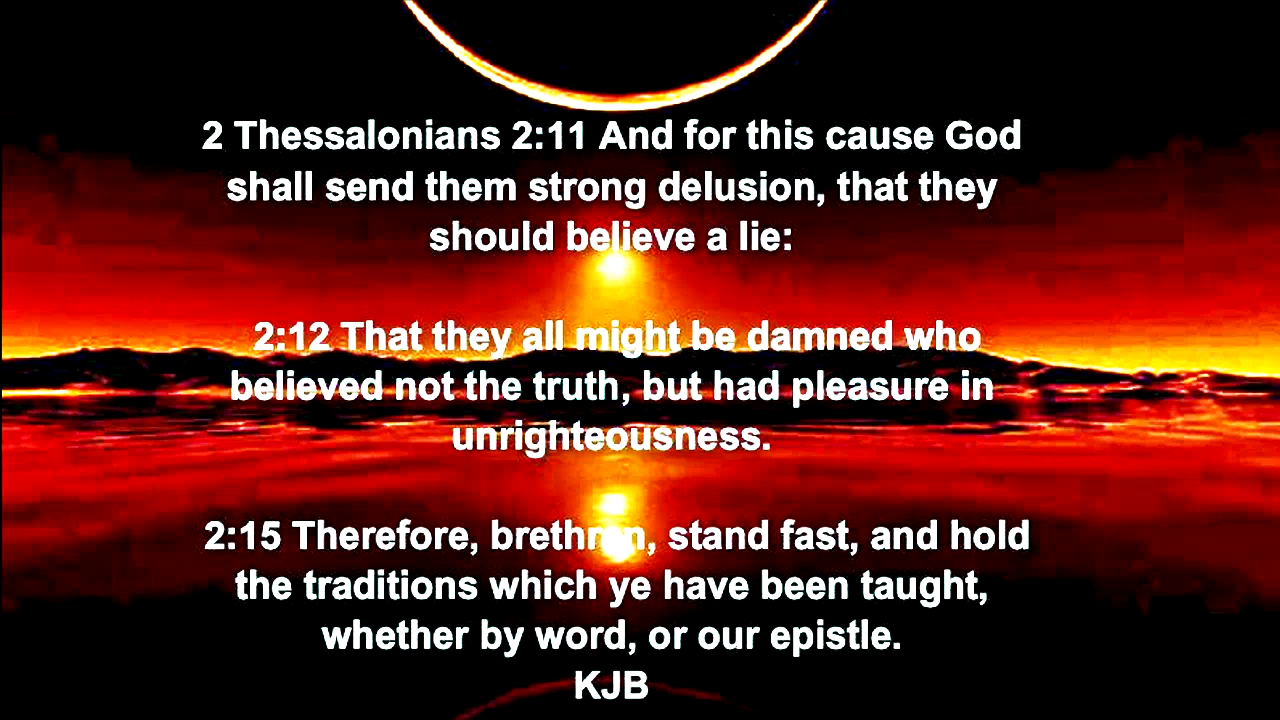 2 Thessalonians 2:11 And for this cause God
shall send them strong delusion, that they
should believe a lie:
2:12 That they all might be damned who
believed not the truth, but had pleasure in
unrighteousness.
2:15 Therefore, brethren, stand fast, and hold
the traditions which ye have been taught,
whether by word, or our epistle.
KJB